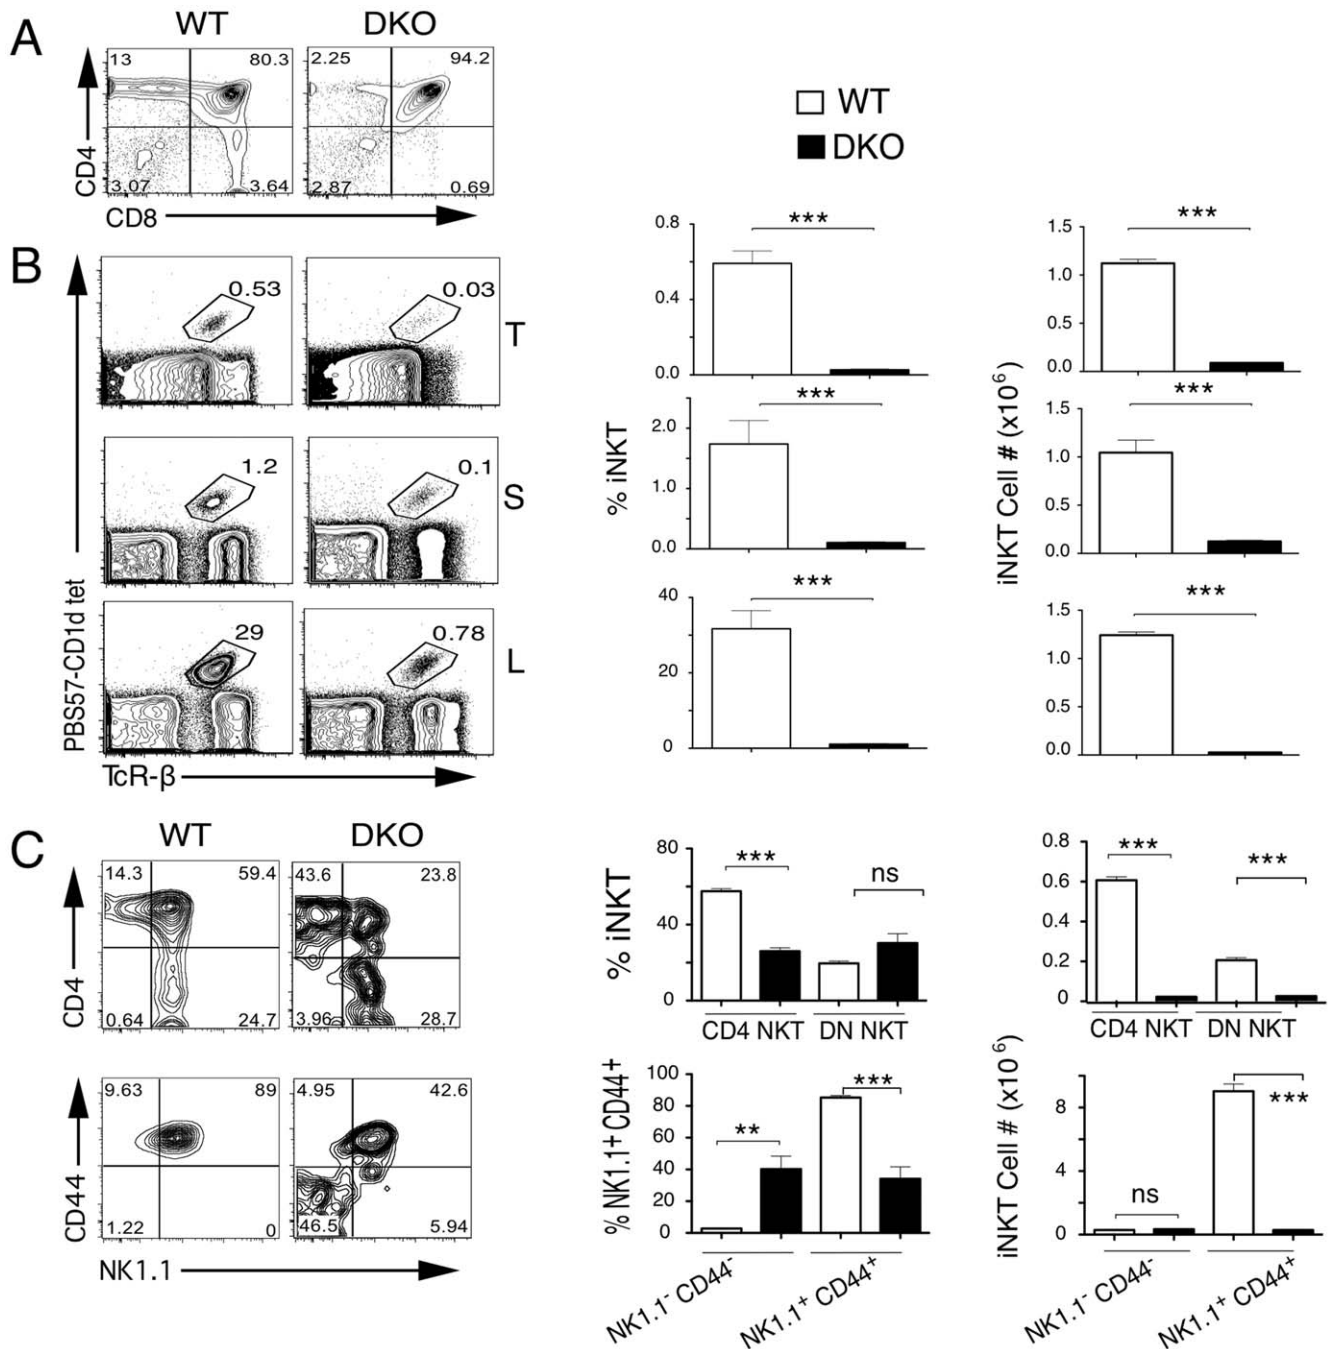 A
WT DKO
13 80.3 2.25 94.2
3.07 3.64 2.87 0.69
CD4
CD8
WT
DKO
B
0.53 0.03 T
1.2 0.1 S
29 0.78 L
PBS57-CD1d tet
TcR-β
***
0.8
0.4
0.0
***
2.0
1.0
0.0
***
40
20
0
% iNKT
***
1.5
1.0
0.5
0.0
***
1.5
1.0
0.5
0.0
***
1.5
1.0
0.5
0.0
iNKT Cell # (x10⁶)
C
WT DKO
14.3 59.4 43.6 23.8
0.64 24.7 3.96 28.7
CD4
9.63 89 4.95 42.6
1.22 0 46.5 5.94
CD44
NK1.1
80
40
0
% iNKT
*** ns
CD4 NKT DN NKT
0.8
0.6
0.4
0.2
0
*** ***
CD4 NKT DN NKT
100
80
60
40
20
0
% NK1.1⁺ CD44⁺
** ***
NK1.1⁻ CD44⁻
NK1.1⁺ CD44⁺
8
4
0
iNKT Cell # (x10⁶)
ns ***
NK1.1⁻ CD44⁻
NK1.1⁺ CD44⁺